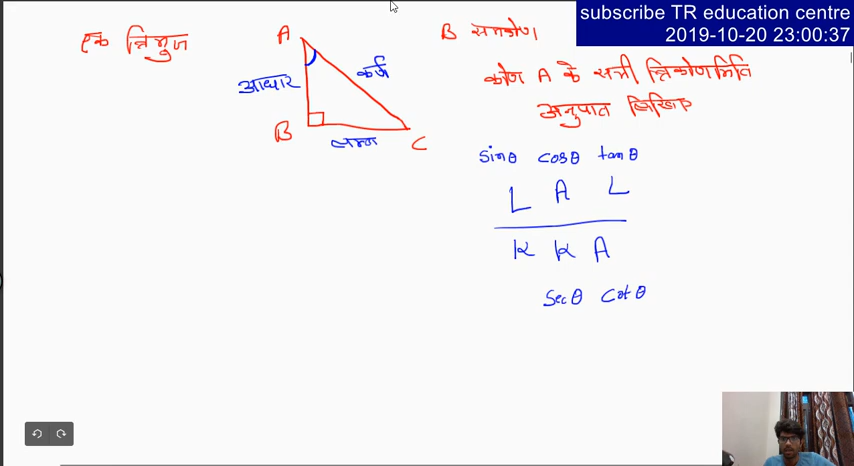 subscribe TR education centre
2019-10-20 23:00:37
एक त्रिभुज
A
B समकोण
आधार
कर्ण
कोण A के सभी त्रिकोणमिति
अनुपात लिखिए
B
लम्ब
C
sinθ cosθ tanθ
L A L
K K A
secθ cotθ